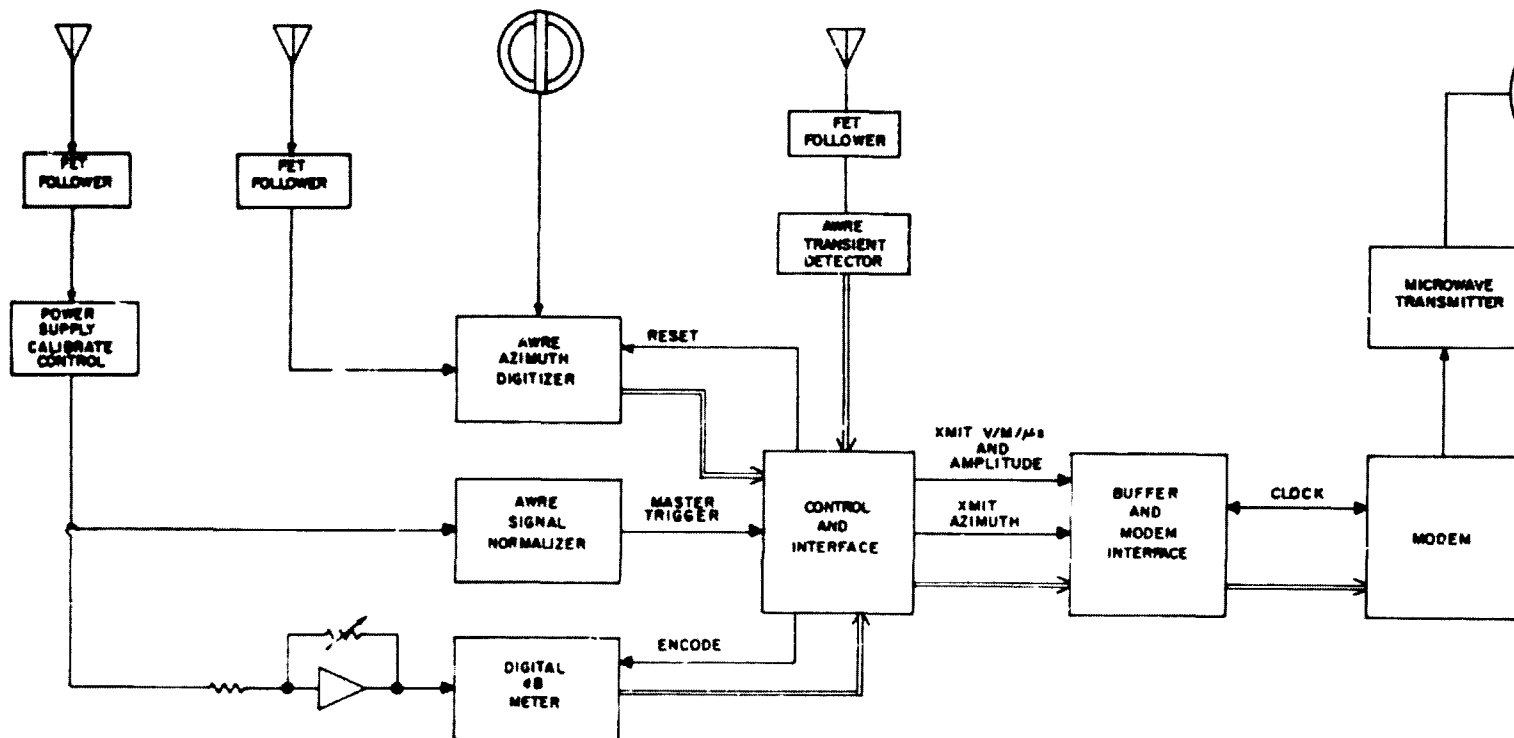 FET
FOLLOWER
FET
FOLLOWER
FET
FOLLOWER
AWRE
TRANSIENT
DETECTOR
POWER
SUPPLY
CALIBRATE
CONTROL
AWRE
AZIMUTH
DIGITIZER
RESET
MICROWAVE
TRANSMITTER
AWRE
SIGNAL
NORMALIZER
MASTER
TRIGGER
CONTROL
AND
INTERFACE
XMIT V/M/μs
AND
AMPLITUDE
XMIT
AZIMUTH
BUFFER
AND
MODEM
INTERFACE
CLOCK
MODEM
ENCODE
DIGITAL
dB
METER